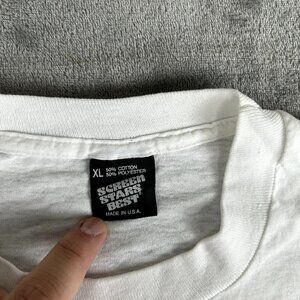 XL 50% COTTON
50% POLYESTER
SCREEN
STARS
BEST
MADE IN U.S.A.